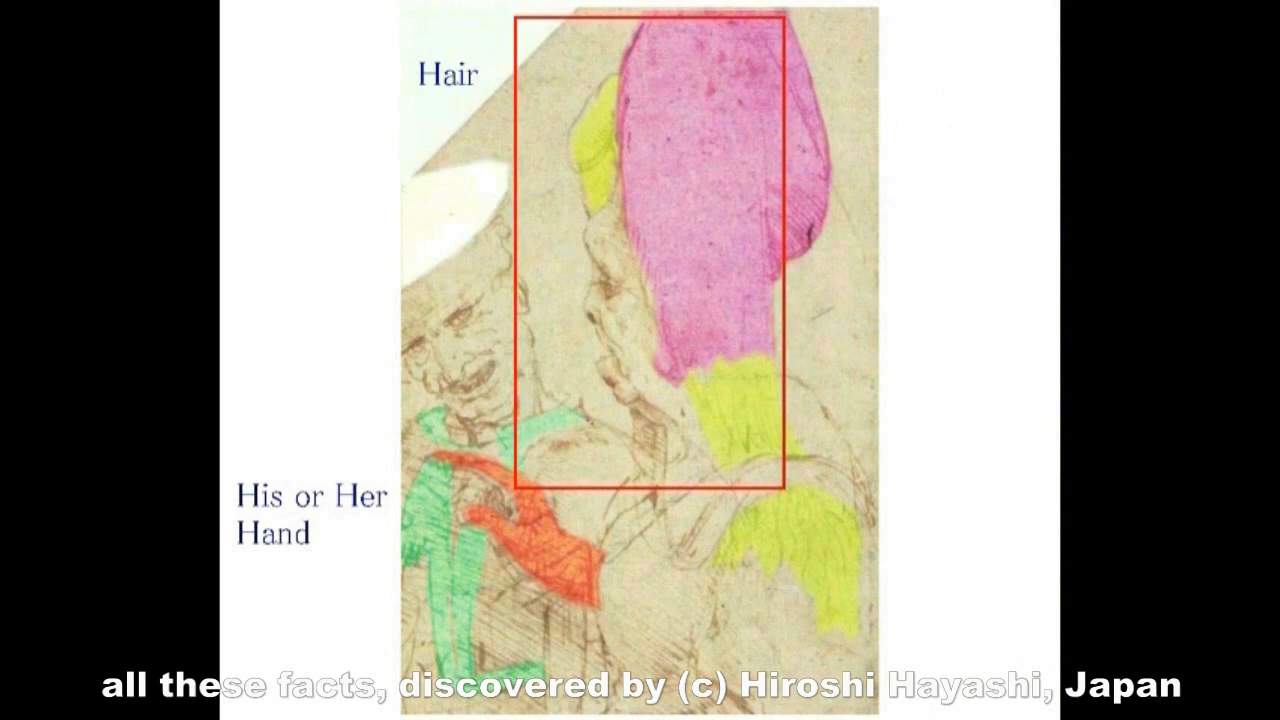 Hair
His or Her
Hand
all these facts, discovered by (c) Hiroshi Hayashi, Japan